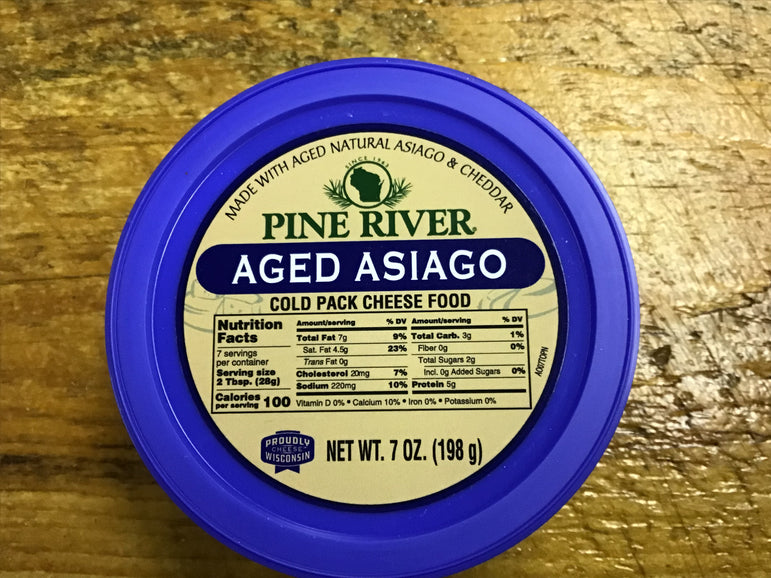 MADE WITH AGED NATURAL ASIAGO & CHEDDAR
SINCE 1963
PINE RIVER
AGED ASIAGO
COLD PACK CHEESE FOOD
Nutrition
Facts
7 servings
per container
Serving size
2 Tbsp. (28g)
Calories
per serving 100
Amount/serving % DV
Total Fat 7g 9%
Sat. Fat 4.5g 23%
Trans Fat 0g
Cholesterol 20mg 7%
Sodium 220mg 10%
Amount/serving % DV
Total Carb. 3g 1%
Fiber 0g 0%
Total Sugars 2g
Incl. 0g Added Sugars 0%
Protein 5g
Vitamin D 0% • Calcium 10% • Iron 0% • Potassium 0%
A007TOPN
PROUDLY
CHEESE
WISCONSIN
NET WT. 7 OZ. (198 g)